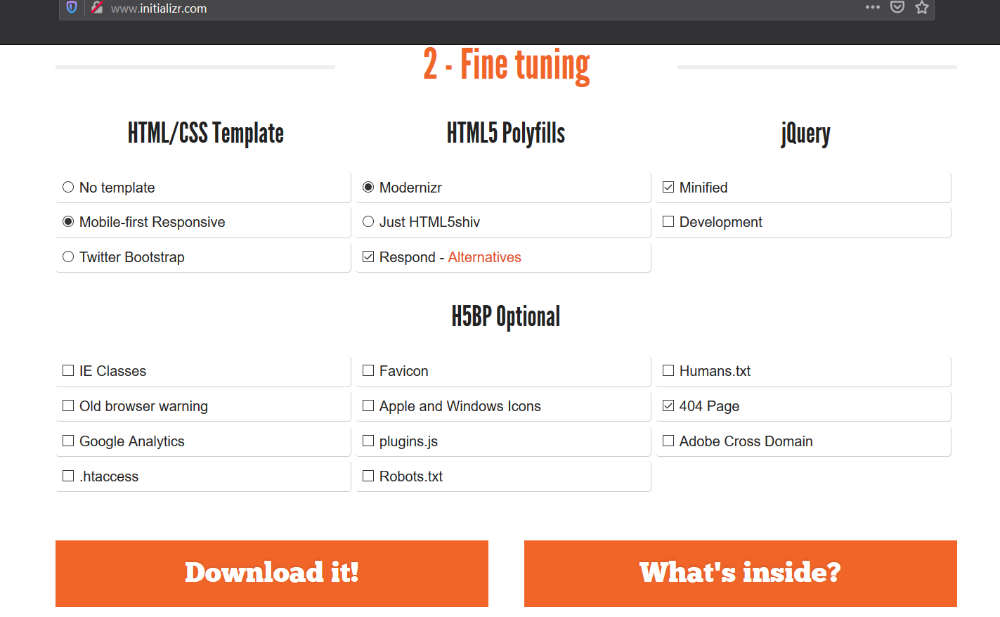 www.initializr.com
2 - Fine tuning
HTML/CSS Template
No template
Mobile-first Responsive
Twitter Bootstrap
HTML5 Polyfills
Modernizr
Just HTML5shiv
Respond - Alternatives
jQuery
Minified
Development
H5BP Optional
IE Classes
Old browser warning
Google Analytics
.htaccess
Favicon
Apple and Windows Icons
plugins.js
Robots.txt
Humans.txt
404 Page
Adobe Cross Domain
Download it!
What's inside?